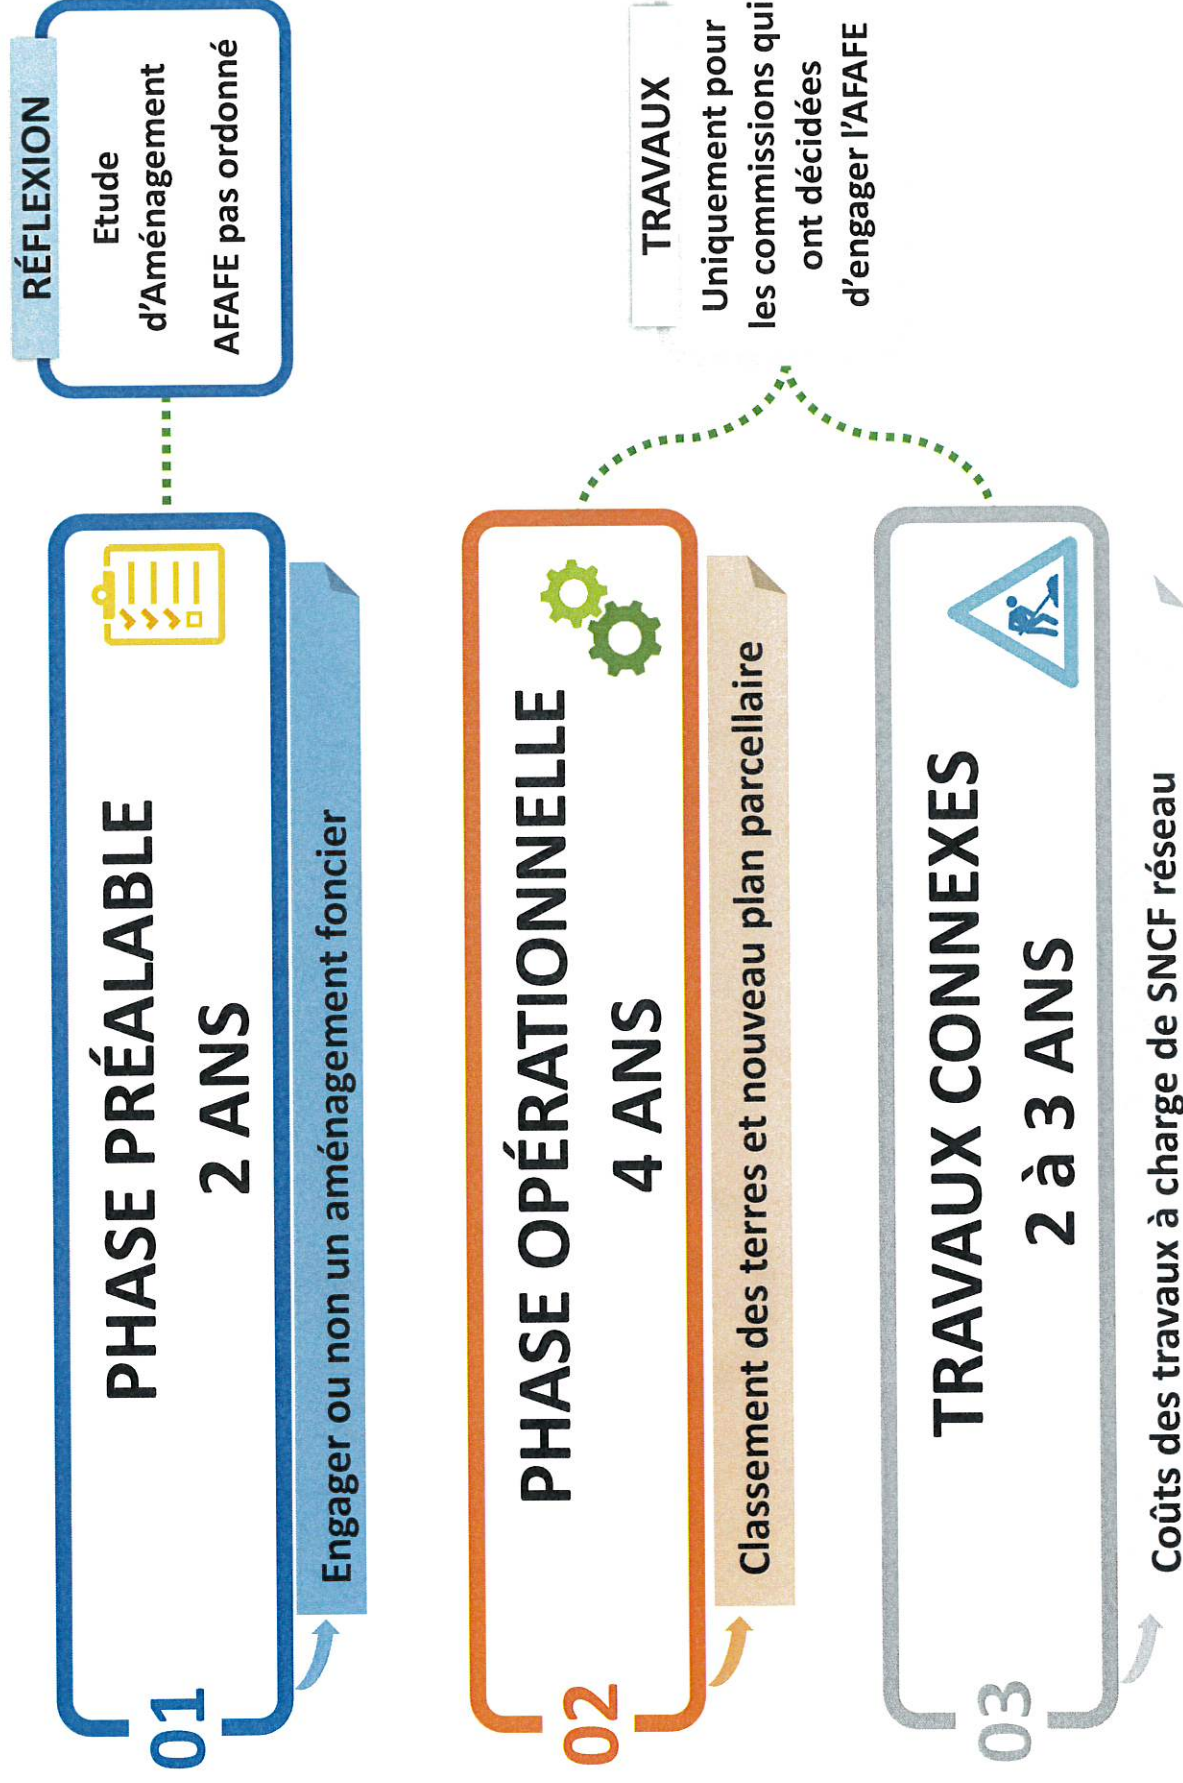 01
PHASE PRÉALABLE
2 ANS
Engager ou non un aménagement foncier
RÉFLEXION
Etude
d'Aménagement
AFAFE pas ordonné
02
PHASE OPÉRATIONNELLE
4 ANS
Classement des terres et nouveau plan parcellaire
03
TRAVAUX CONNEXES
2 à 3 ANS
Coûts des travaux à charge de SNCF réseau
TRAVAUX
Uniquement pour
les commissions qui
ont décidées
d'engager l'AFAFE